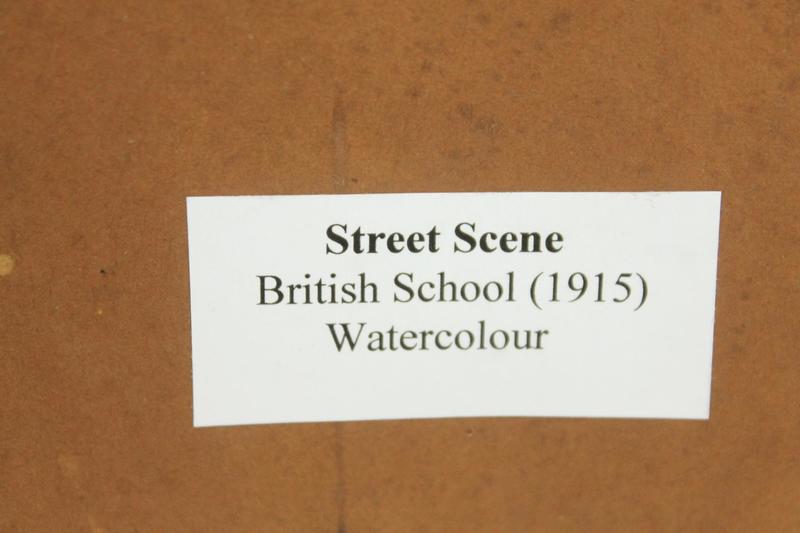 Street Scene
British School (1915)
Watercolour